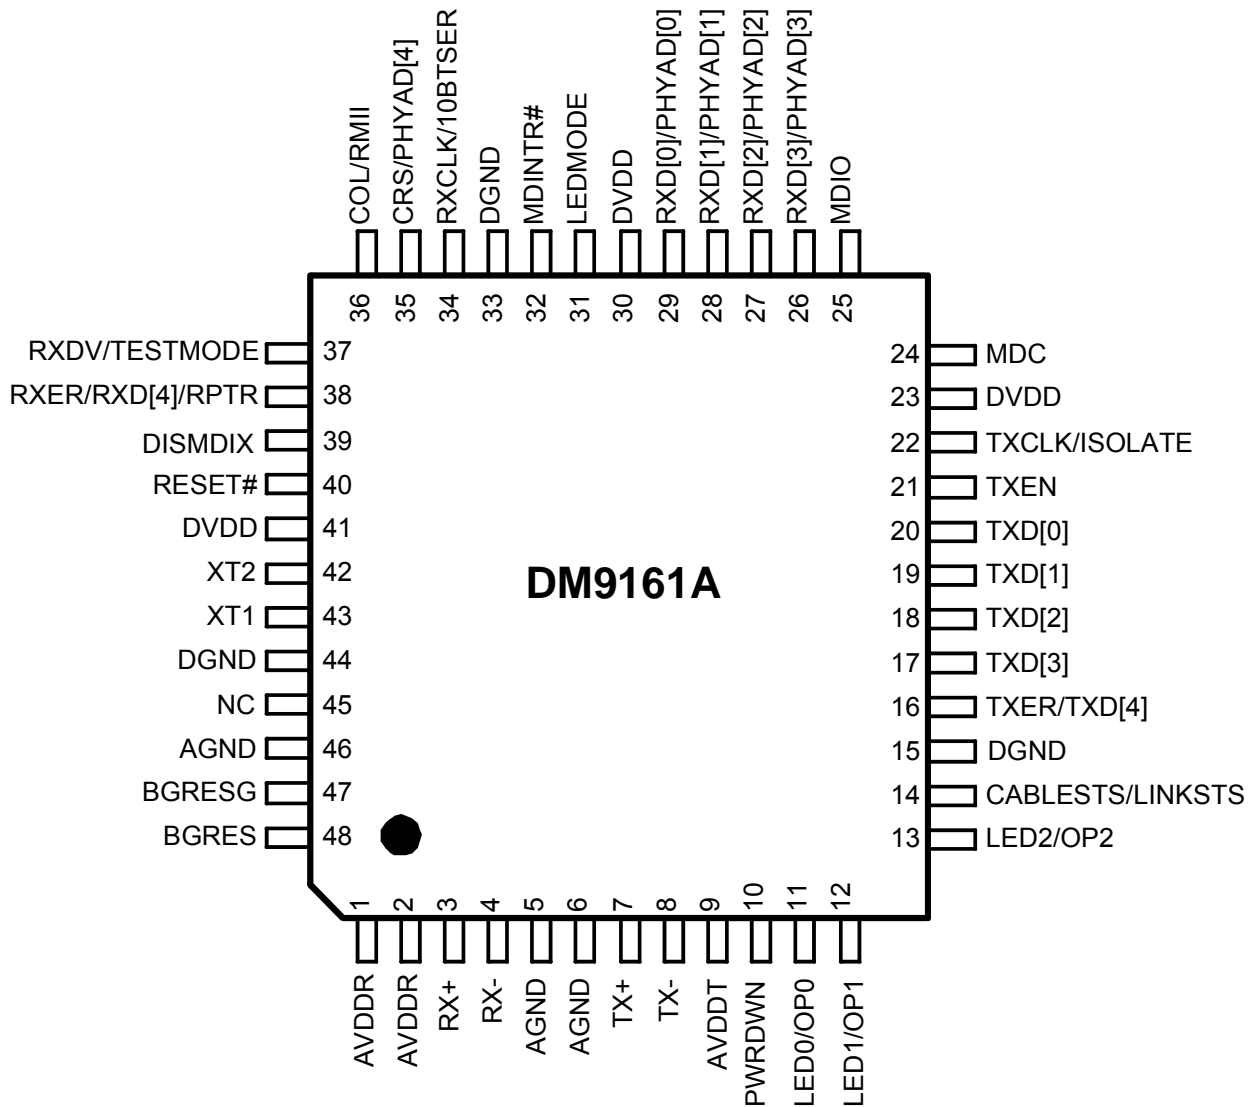 COL/RMII
CRS/PHYAD[4]
RXCLK/10BTSER
DGND
MDINTR#
LEDMODE
DVDD
RXD[0]/PHYAD[0]
RXD[1]/PHYAD[1]
RXD[2]/PHYAD[2]
RXD[3]/PHYAD[3]
MDIO
36
35
34
33
32
31
30
29
28
27
26
25
RXDV/TESTMODE 37
RXER/RXD[4]/RPTR 38
DISMDIX 39
RESET# 40
DVDD 41
XT2 42
XT1 43
DGND 44
NC 45
AGND 46
BGRESG 47
BGRES 48
DM9161A
24 MDC
23 DVDD
22 TXCLK/ISOLATE
21 TXEN
20 TXD[0]
19 TXD[1]
18 TXD[2]
17 TXD[3]
16 TXER/TXD[4]
15 DGND
14 CABLESTS/LINKSTS
13 LED2/OP2
1
2
3
4
5
6
7
8
9
10
11
12
AVDDR
AVDDR
RX+
RX-
AGND
AGND
TX+
TX-
AVDDT
PWRDWN
LED0/OP0
LED1/OP1